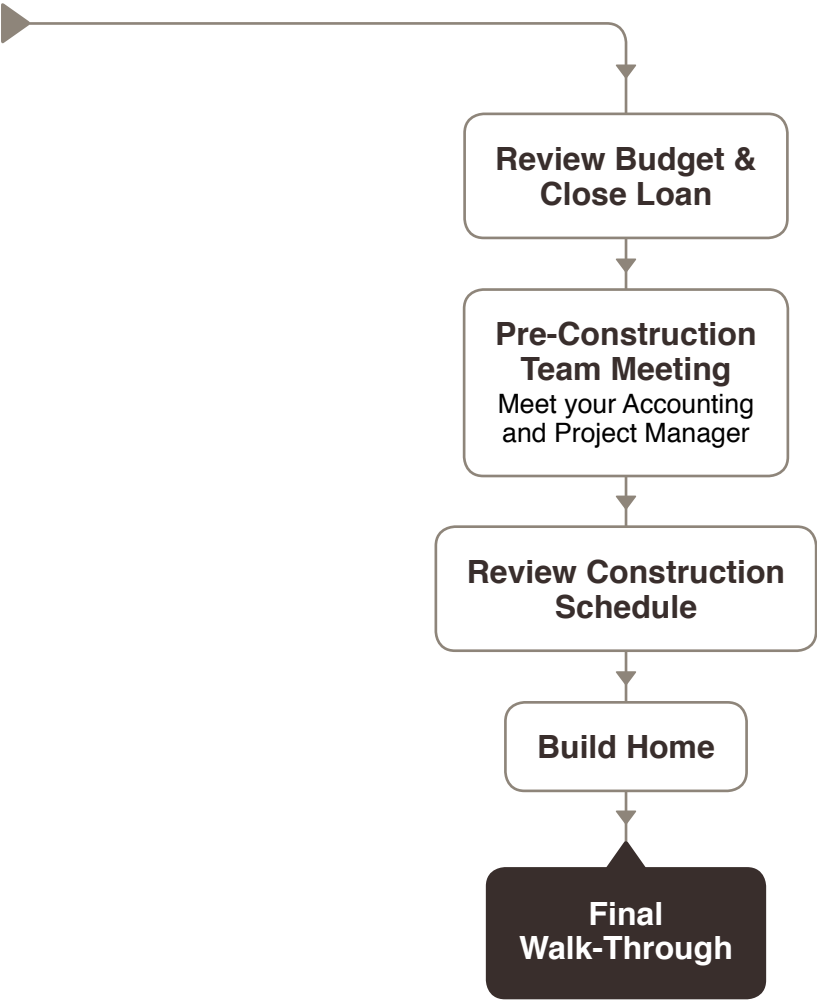 Review Budget &
Close Loan
Pre-Construction
Team Meeting
Meet your Accounting
and Project Manager
Review Construction
Schedule
Build Home
Final
Walk-Through